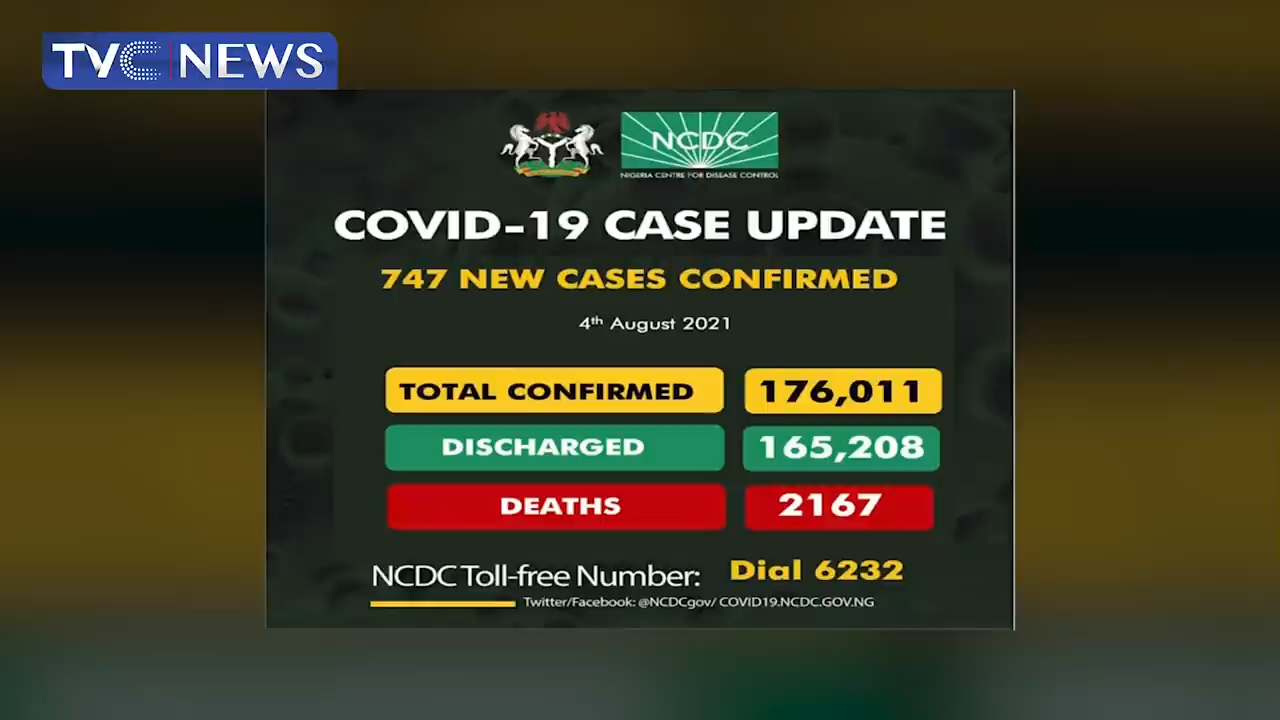 TVC NEWS
NCDC
NIGERIA CENTRE FOR DISEASE CONTROL
COVID-19 CASE UPDATE
747 NEW CASES CONFIRMED
4th August 2021
TOTAL CONFIRMED 176,011
DISCHARGED 165,208
DEATHS 2167
NCDC Toll-free Number: Dial 6232
Twitter/Facebook: @NCDCgov/ COVID19.NCDC.GOV.NG